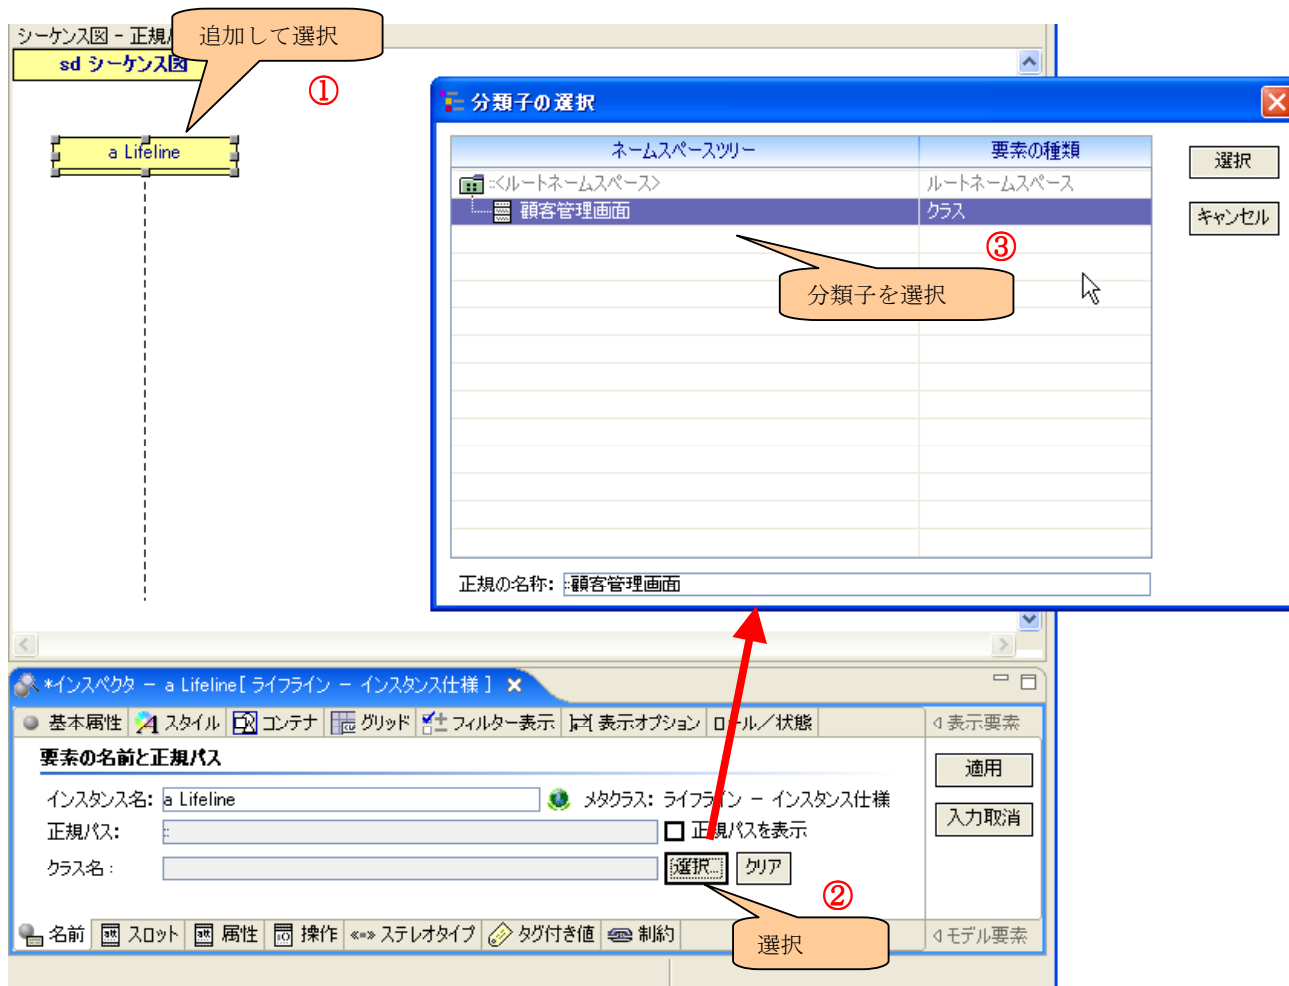 シーケンス図 − 正規
追加して選択
sd シーケンス図
①
a Lifeline
分類子の選択
ネームスペースツリー 要素の種類
::<ルートネームスペース> ルートネームスペース
顧客管理画面 クラス
選択
キャンセル
③
分類子を選択
正規の名称: ::顧客管理画面
*インスペクタ − a Lifeline[ ライフライン − インスタンス仕様 ]
基本属性 スタイル コンテナ グリッド フィルター表示 表示オプション ロール／状態 表示要素
要素の名前と正規パス
適用
インスタンス名: a Lifeline メタクラス: ライフライン − インスタンス仕様
入力取消
正規パス: :: 正規パスを表示
クラス名 : 選択... クリア
②
選択
名前 スロット 属性 操作 «=» ステレオタイプ タグ付き値 制約 モデル要素